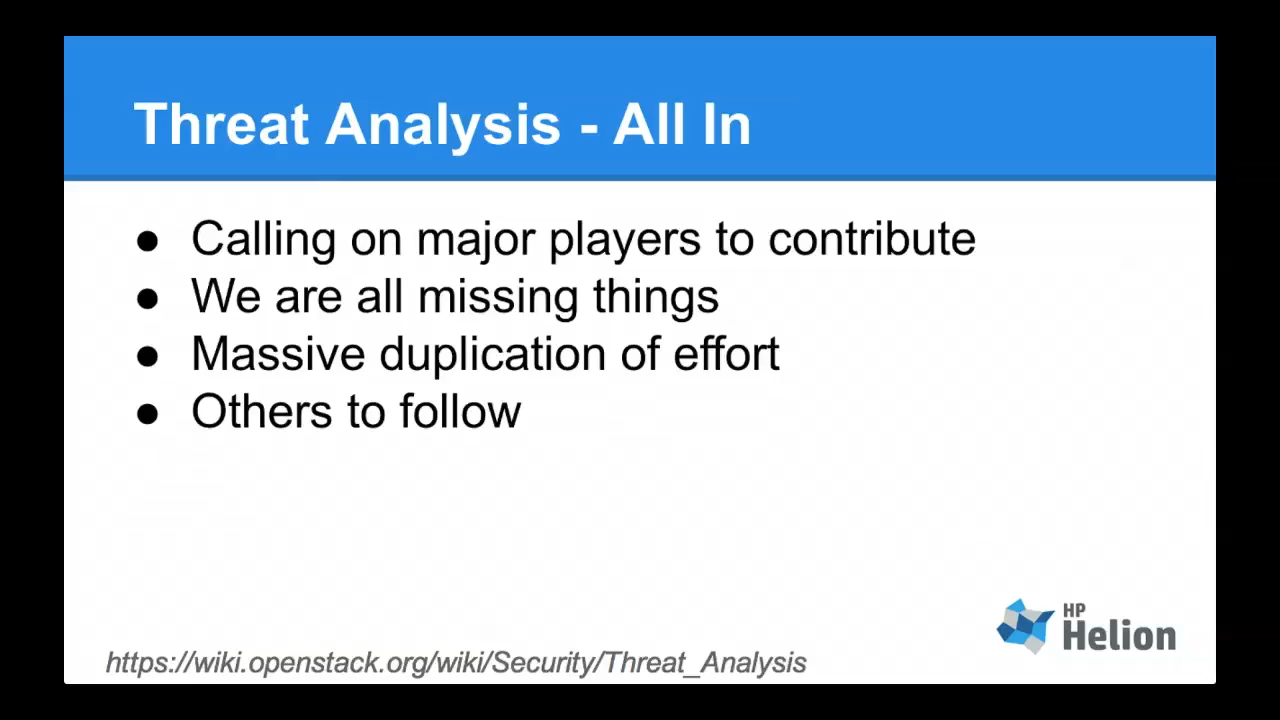 Threat Analysis - All In
● Calling on major players to contribute
● We are all missing things
● Massive duplication of effort
● Others to follow
HP
Helion
https://wiki.openstack.org/wiki/Security/Threat_Analysis